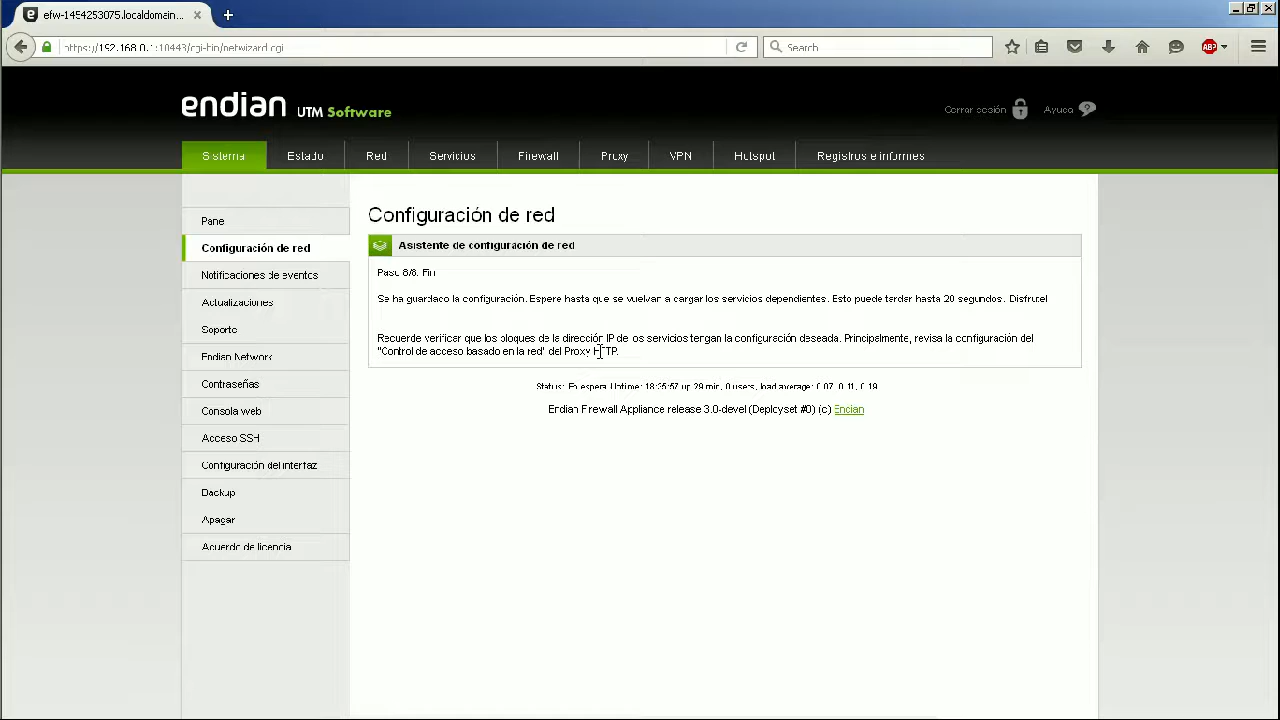 efw-1454253075.localdomain...
https://192.168.0.1:10443/cgi-bin/netwizard.cgi
Search
ABP
endian UTM Software
Cerrar sesión
Ayuda
Sistema
Estado
Red
Servicios
Firewall
Proxy
VPN
Hotspot
Registros e informes
Panel
Configuración de red
Notificaciones de eventos
Actualizaciones
Soporte
Endian Network
Contraseñas
Consola web
Acceso SSH
Configuración del interfaz
Backup
Apagar
Acuerdo de licencia
Configuración de red
Asistente de configuración de red
Paso 8/8: Fin
Se ha guardado la configuración. Espere hasta que se vuelvan a cargar los servicios dependientes. Esto puede tardar hasta 20 segundos. Disfrute!
Recuerde verificar que los bloques de la dirección IP de los servicios tengan la configuración deseada. Principalmente, revisa la configuración del
"Control de acceso basado en la red" del Proxy HTTP.
Status: En espera Uptime: 18:25:57 up 29 min, 0 users, load average: 0.07, 0.11, 0.19
Endian Firewall Appliance release 3.0-devel (Deployset #0) (c) Endian